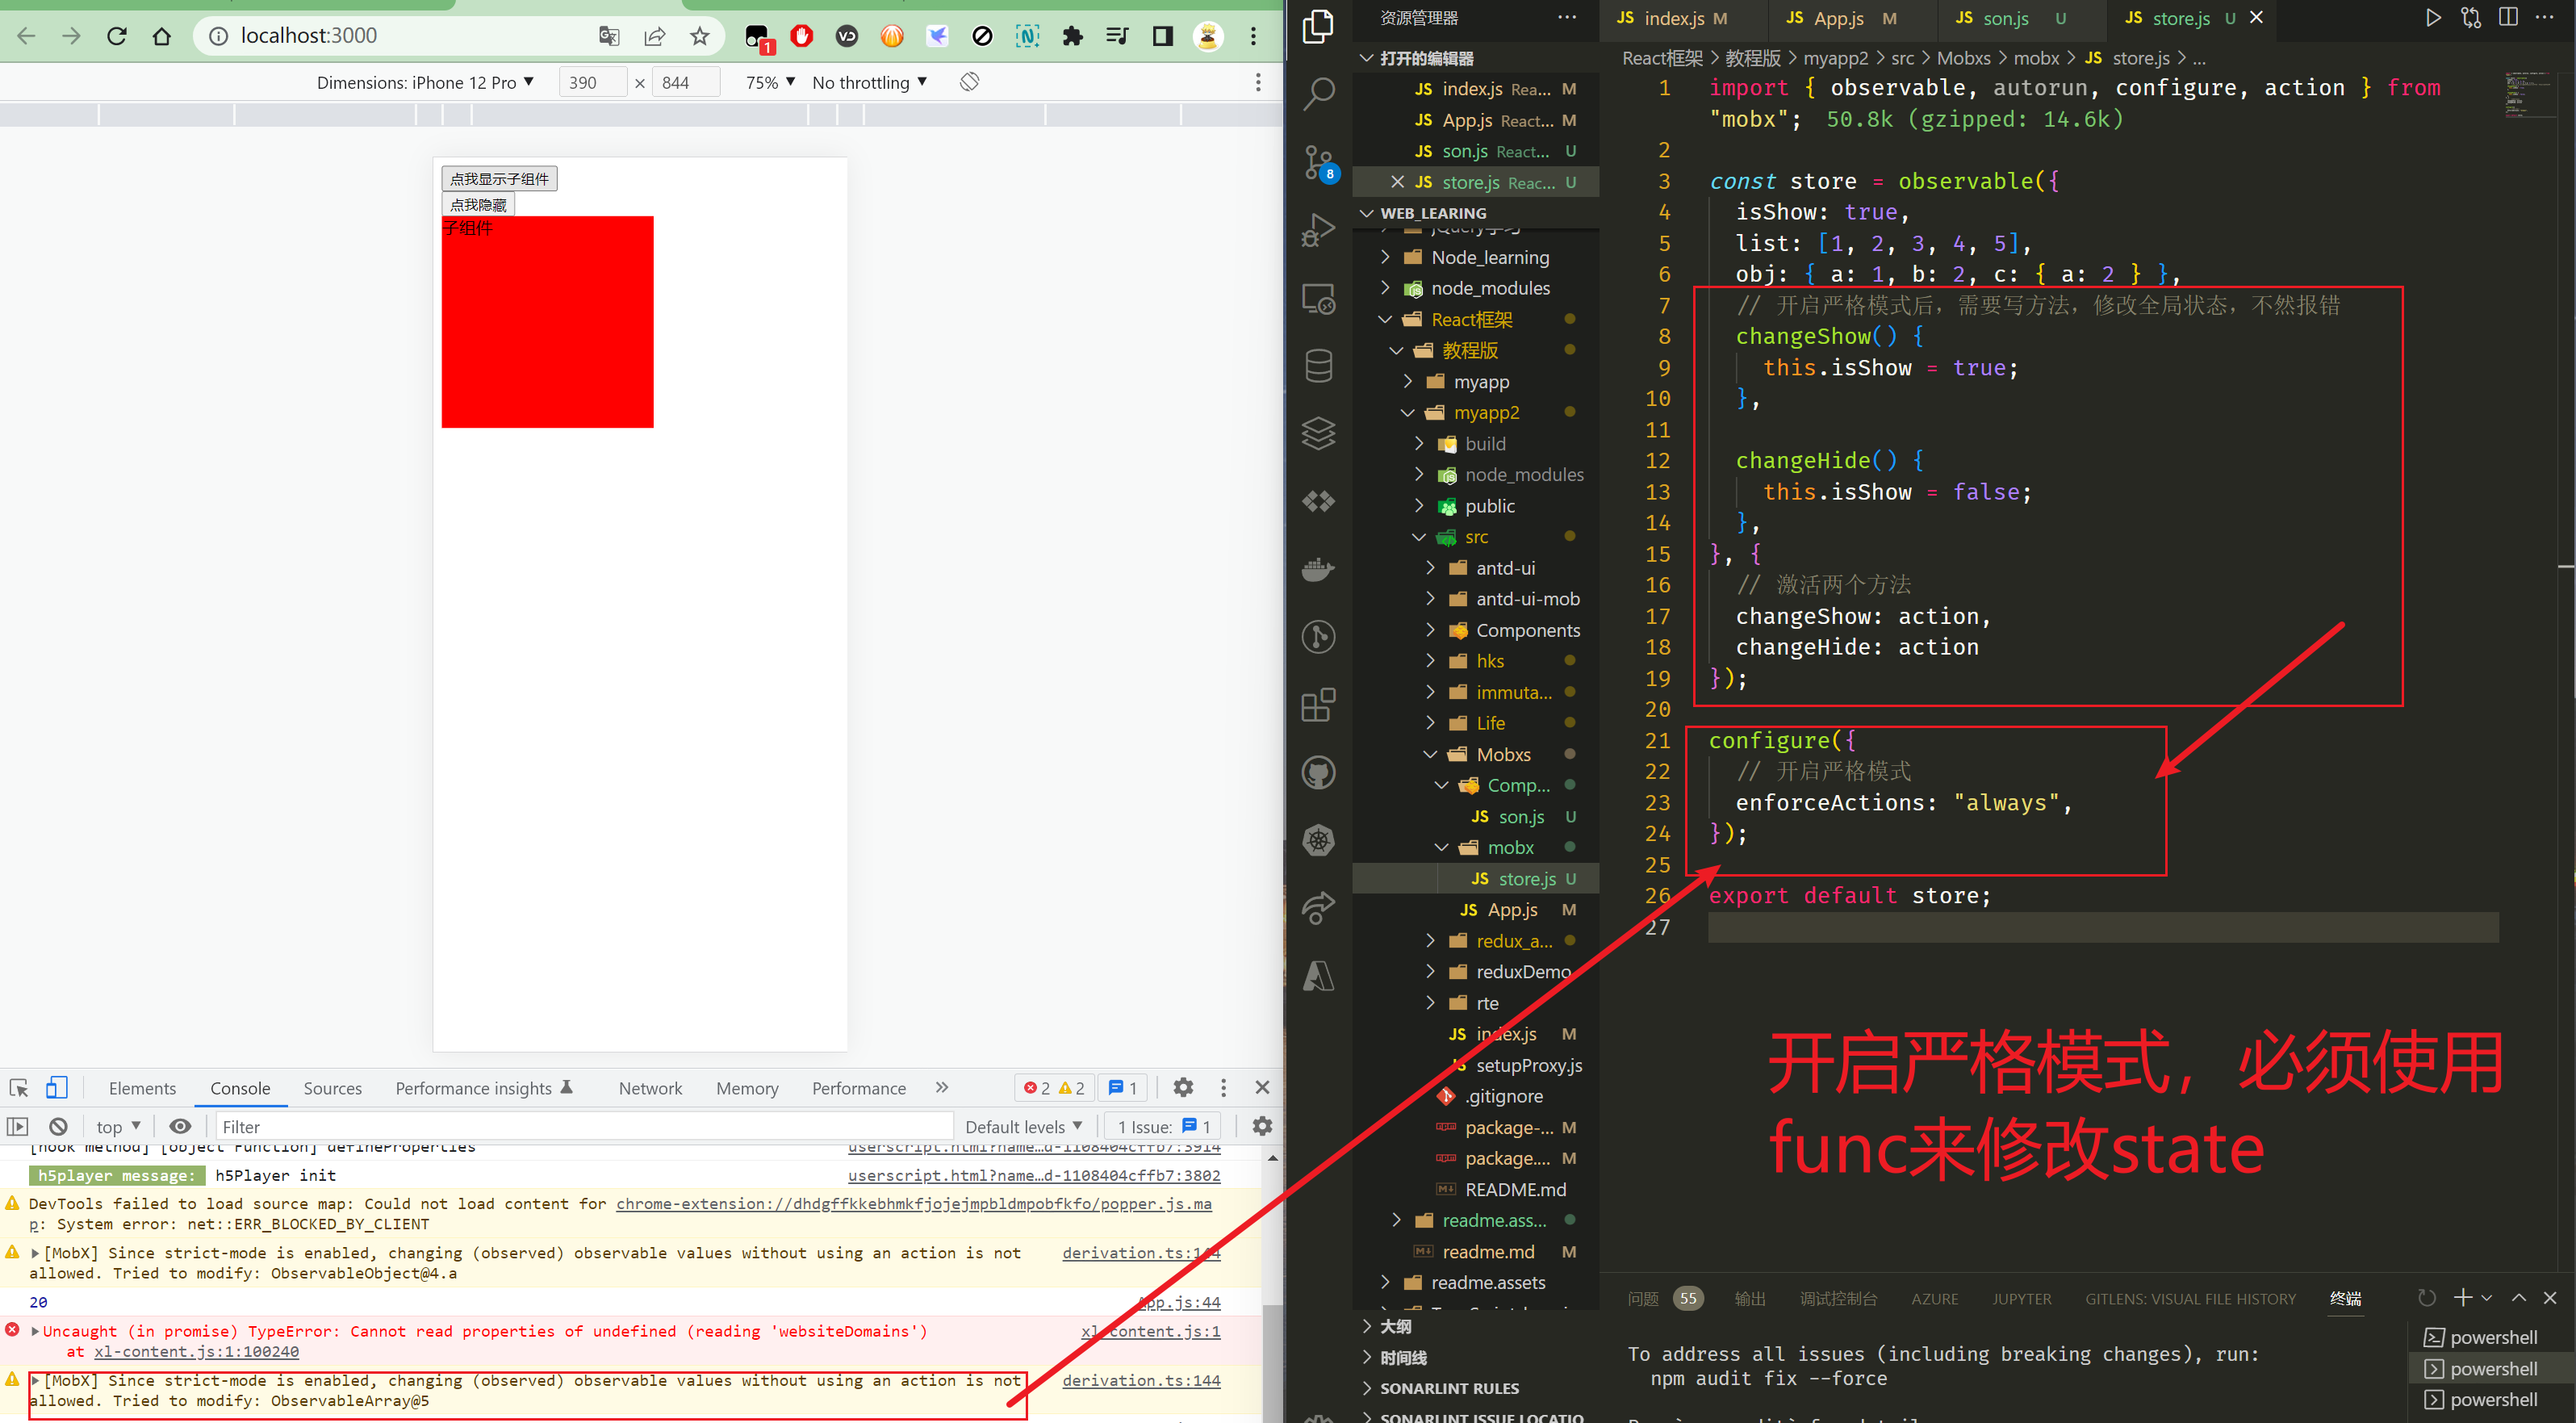 localhost:3000
1
Dimensions: iPhone 12 Pro ▼ 390 × 844 75% ▼ No throttling ▼
点我显示子组件
点我隐藏
子组件
Elements Console Sources Performance insights Network Memory Performance » 2 2 1
top ▼ Filter Default levels ▼ 1 Issue: 1
[hook method] [object Function] defineProperties userscript.html?name…d-1108404cffb7:3914
h5player message: h5Player init userscript.html?name…d-1108404cffb7:3802
DevTools failed to load source map: Could not load content for chrome-extension://dhdgffkkebhmkfjojejmpbldmpobfkfo/popper.js.ma
p: System error: net::ERR_BLOCKED_BY_CLIENT
[MobX] Since strict-mode is enabled, changing (observed) observable values without using an action is not derivation.ts:144
allowed. Tried to modify: ObservableObject@4.a
20 App.js:44
Uncaught (in promise) TypeError: Cannot read properties of undefined (reading 'websiteDomains') xl-content.js:1
at xl-content.js:1:100240
[MobX] Since strict-mode is enabled, changing (observed) observable values without using an action is not derivation.ts:144
allowed. Tried to modify: ObservableArray@5
8
资源管理器 ···
打开的编辑器
JS index.js Rea... M
JS App.js React... M
JS son.js React... U
JS store.js Reac... U
WEB_LEARING
jQuery学习
Node_learning
node_modules
React框架
教程版
myapp
myapp2
build
node_modules
public
src
antd-ui
antd-ui-mob
Components
hks
immuta...
Life
Mobxs
Comp...
JS son.js U
mobx
JS store.js U
JS App.js M
redux_a...
reduxDemo
rte
JS index.js M
setupProxy.js
.gitignore
package-... M
package.... M
README.md
readme.ass...
readme.md M
readme.assets
大纲
时间线
SONARLINT RULES
SONARLINT ISSUE LOCATIO
JS index.js M JS App.js M JS son.js U JS store.js U
React框架 > 教程版 > myapp2 > src > Mobxs > mobx > JS store.js > ...
1 import { observable, autorun, configure, action } from
"mobx"; 50.8k (gzipped: 14.6k)
2
3 const store = observable({
4 isShow: true,
5 list: [1, 2, 3, 4, 5],
6 obj: { a: 1, b: 2, c: { a: 2 } },
7 // 开启严格模式后，需要写方法，修改全局状态，不然报错
8 changeShow() {
9 this.isShow = true;
10 },
11
12 changeHide() {
13 this.isShow = false;
14 },
15 }, {
16 // 激活两个方法
17 changeShow: action,
18 changeHide: action
19 });
20
21 configure({
22 // 开启严格模式
23 enforceActions: "always",
24 });
25
26 export default store;
27
开启严格模式，必须使用
func来修改state
问题 55 输出 调试控制台 AZURE JUPYTER GITLENS: VISUAL FILE HISTORY 终端
To address all issues (including breaking changes), run:
npm audit fix --force
powershell
powershell
powershell